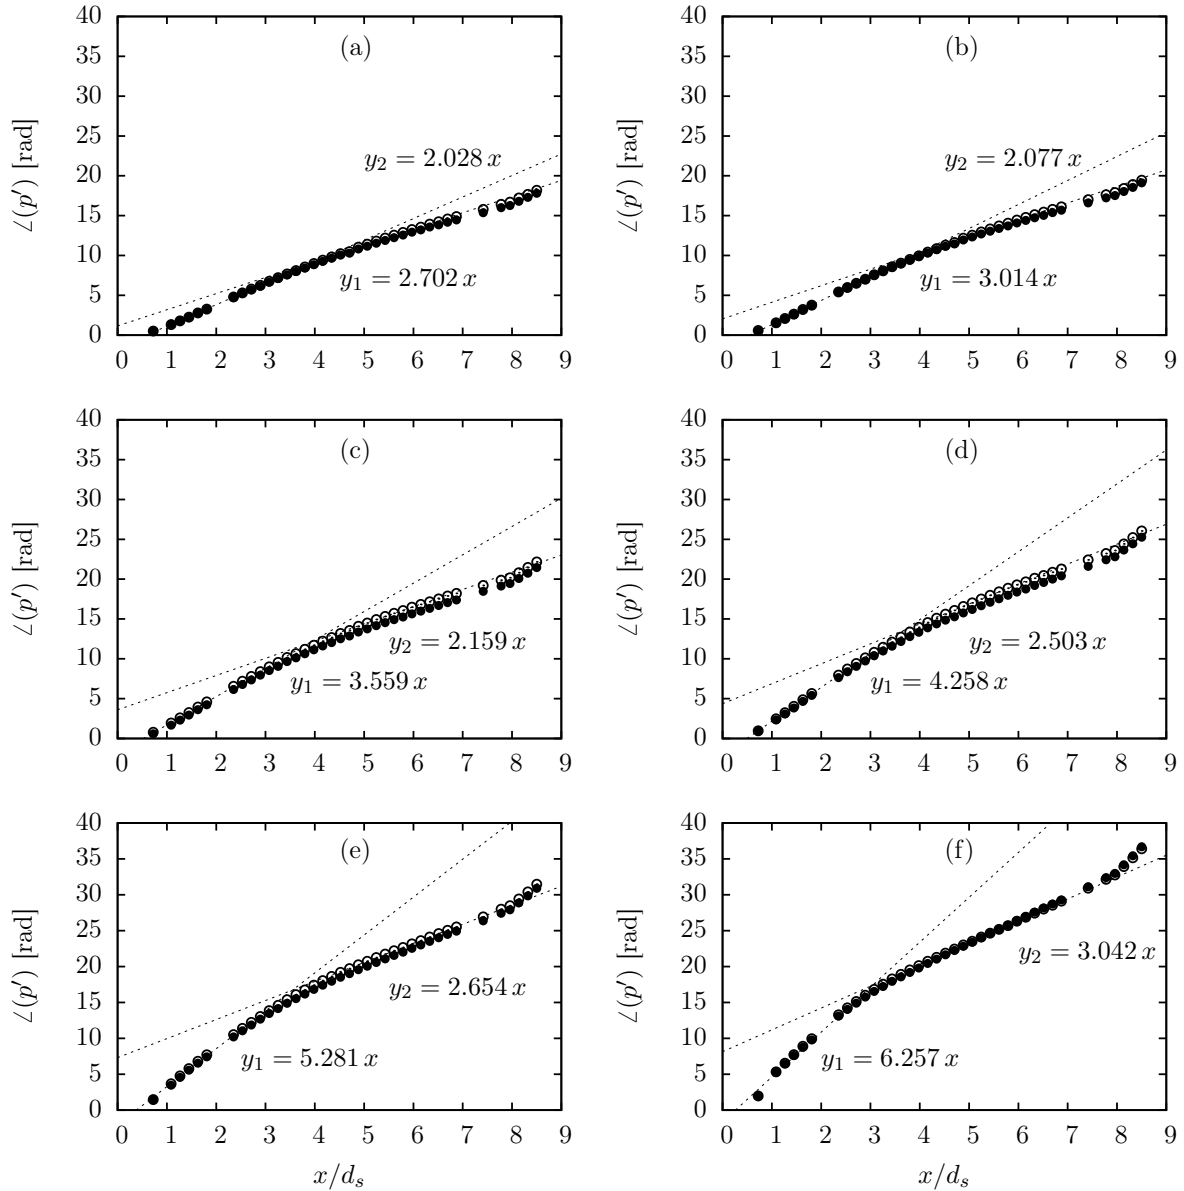 40
35
30
25
20
15
10
5
0
∠(p′) [rad]
(a)
y₂ = 2.028 x
y₁ = 2.702 x
0 1 2 3 4 5 6 7 8 9
40
35
30
25
20
15
10
5
0
∠(p′) [rad]
(b)
y₂ = 2.077 x
y₁ = 3.014 x
0 1 2 3 4 5 6 7 8 9
40
35
30
25
20
15
10
5
0
∠(p′) [rad]
(c)
y₂ = 2.159 x
y₁ = 3.559 x
0 1 2 3 4 5 6 7 8 9
40
35
30
25
20
15
10
5
0
∠(p′) [rad]
(d)
y₂ = 2.503 x
y₁ = 4.258 x
0 1 2 3 4 5 6 7 8 9
40
35
30
25
20
15
10
5
0
∠(p′) [rad]
(e)
y₂ = 2.654 x
y₁ = 5.281 x
0 1 2 3 4 5 6 7 8 9
x/dₛ
40
35
30
25
20
15
10
5
0
∠(p′) [rad]
(f)
y₂ = 3.042 x
y₁ = 6.257 x
0 1 2 3 4 5 6 7 8 9
x/dₛ